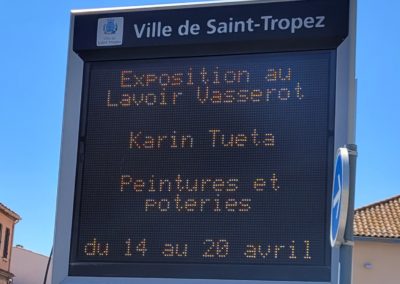 Ville de Saint-Tropez
Exposition au
Lavoir Vasserot
Karin Tueta
Peintures et
poteries
du 14 au 20 avril